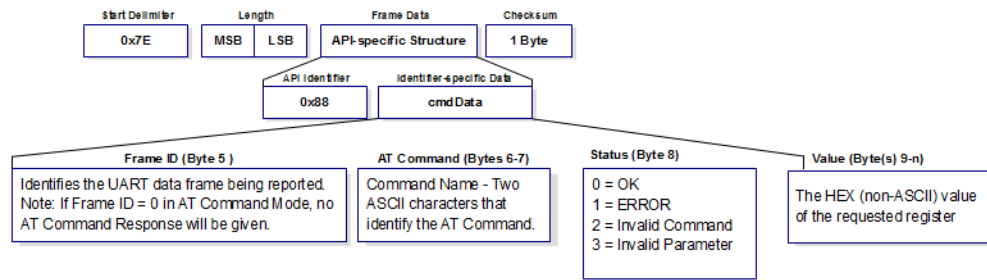 Start Delimiter
Length
Frame Data
Checksum
0x7E
MSB
LSB
API-specific Structure
1 Byte
API Identifier
Identifier-specific Data
0x88
cmdData
Frame ID (Byte 5 )
Identifies the UART data frame being reported.
Note: If Frame ID = 0 in AT Command Mode, no
AT Command Response will be given.
AT Command (Bytes 6-7)
Command Name - Two
ASCII characters that
identify the AT Command.
Status (Byte 8)
0 = OK
1 = ERROR
2 = Invalid Command
3 = Invalid Parameter
Value (Byte(s) 9-n)
The HEX (non-ASCII) value
of the requested register